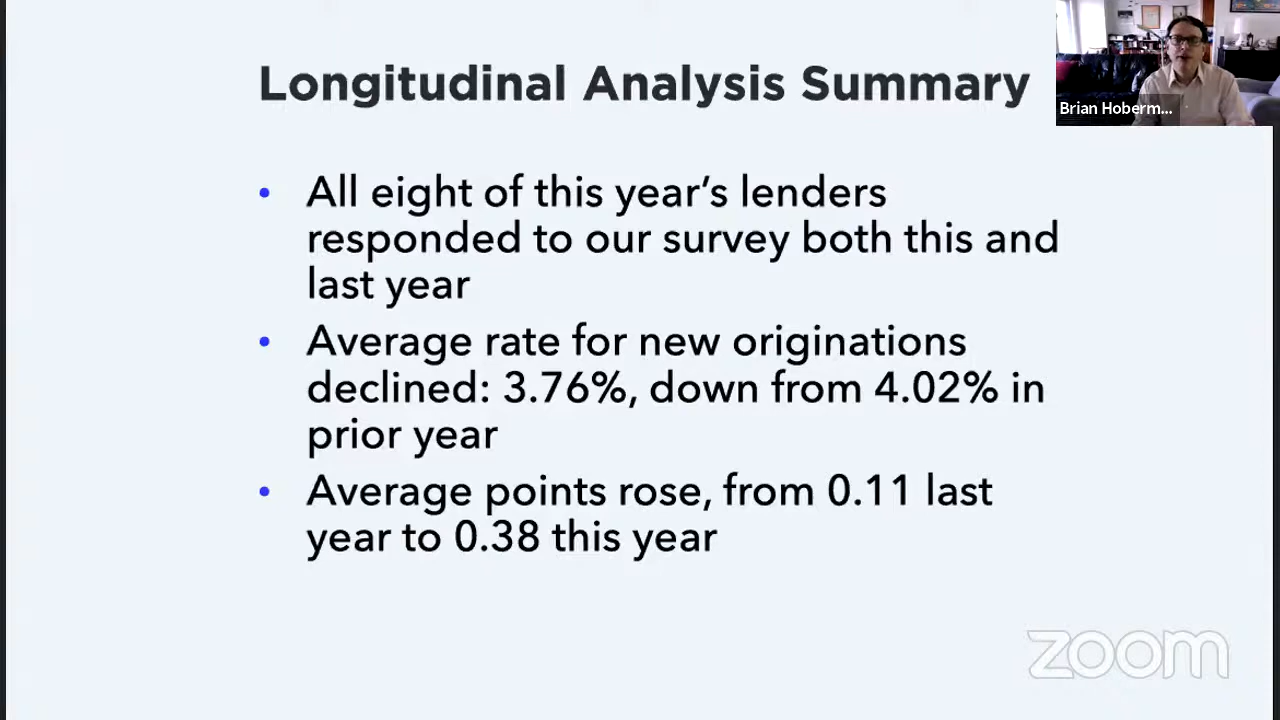 Longitudinal Analysis Summary
Brian Hoberm...
• All eight of this year’s lenders
responded to our survey both this and
last year
• Average rate for new originations
declined: 3.76%, down from 4.02% in
prior year
• Average points rose, from 0.11 last
year to 0.38 this year
zoom